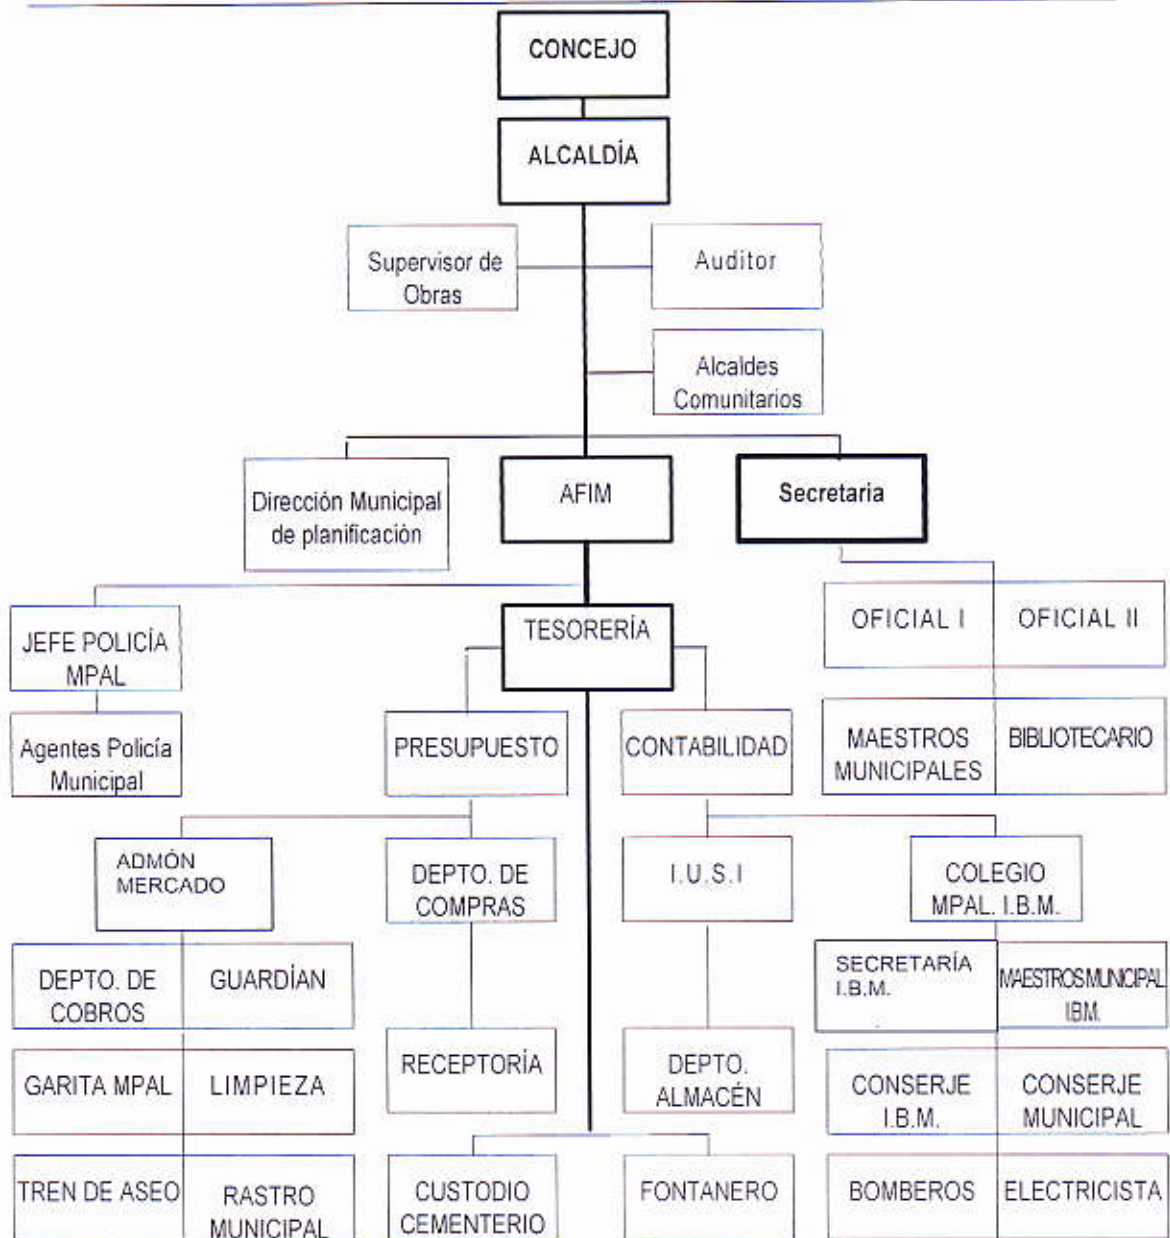 CONCEJO
ALCALDÍA
Supervisor de
Obras
Auditor
Alcaldes
Comunitarios
Dirección Municipal
de planificación
AFIM
Secretaria
JEFE POLICÍA
MPAL
TESORERÍA
OFICIAL I
OFICIAL II
Agentes Policía
Municipal
PRESUPUESTO
CONTABILIDAD
MAESTROS
MUNICIPALES
BIBLIOTECARIO
ADMÓN
MERCADO
DEPTO. DE
COMPRAS
I.U.S.I
COLEGIO
MPAL. I.B.M.
DEPTO. DE
COBROS
GUARDÍAN
SECRETARÍA
I.B.M.
MAESTROS MUNICIPAL
IBM.
GARITA MPAL
LIMPIEZA
RECEPTORÍA
DEPTO.
ALMACÉN
CONSERJE
I.B.M.
CONSERJE
MUNICIPAL
TREN DE ASEO
RASTRO
MUNICIPAL
CUSTODIO
CEMENTERIO
FONTANERO
BOMBEROS
ELECTRICISTA